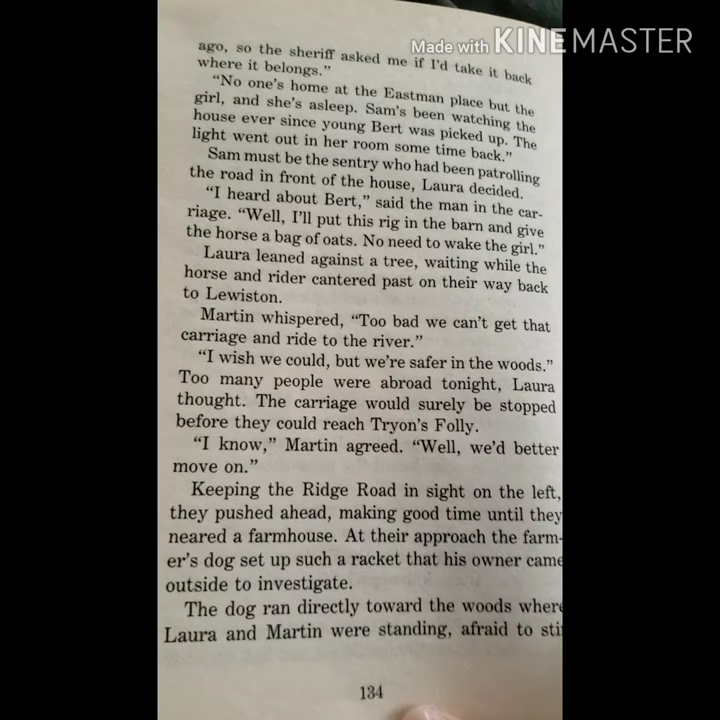 Made with KINEMASTER
ago, so the sheriff asked me if I'd take it back
where it belongs."
"No one's home at the Eastman place but the
girl, and she's asleep. Sam's been watching the
house ever since young Bert was picked up. The
light went out in her room some time back."
Sam must be the sentry who had been patrolling
the road in front of the house, Laura decided.
"I heard about Bert," said the man in the car-
riage. "Well, I'll put this rig in the barn and give
the horse a bag of oats. No need to wake the girl."
Laura leaned against a tree, waiting while the
horse and rider cantered past on their way back
to Lewiston.
Martin whispered, "Too bad we can't get that
carriage and ride to the river."
"I wish we could, but we're safer in the woods."
Too many people were abroad tonight, Laura
thought. The carriage would surely be stopped
before they could reach Tryon's Folly.
"I know," Martin agreed. "Well, we'd better
move on."
Keeping the Ridge Road in sight on the left,
they pushed ahead, making good time until they
neared a farmhouse. At their approach the farm-
er's dog set up such a racket that his owner came
outside to investigate.
The dog ran directly toward the woods where
Laura and Martin were standing, afraid to sti
134